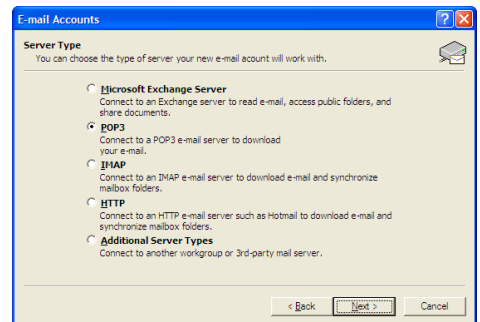 E-mail Accounts
Server Type
You can choose the type of server your new e-mail acount will work with.
Microsoft Exchange Server
Connect to an Exchange server to read e-mail, access public folders, and
share documents.
POP3
Connect to a POP3 e-mail server to download
your e-mail.
IMAP
Connect to an IMAP e-mail server to download e-mail and synchronize
mailbox folders.
HTTP
Connect to an HTTP e-mail server such as Hotmail to download e-mail and
synchronize mailbox folders.
Additional Server Types
Connect to another workgroup or 3rd-party mail server.
< Back Next > Cancel